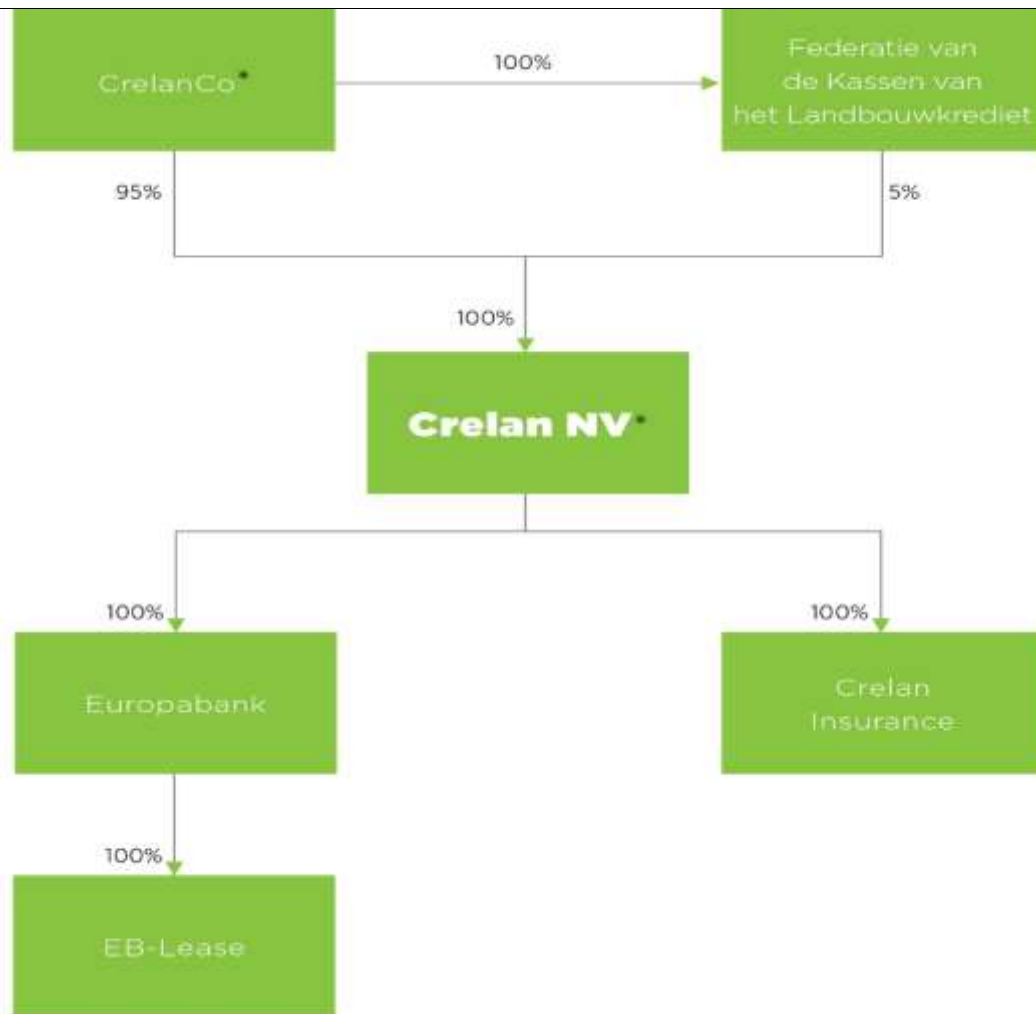 CrelanCo*
100%
Federatie van
de Kassen van
het Landbouwkrediet
95%
5%
100%
Crelan NV*
100%
100%
Europabank
Crelan
Insurance
100%
EB-Lease